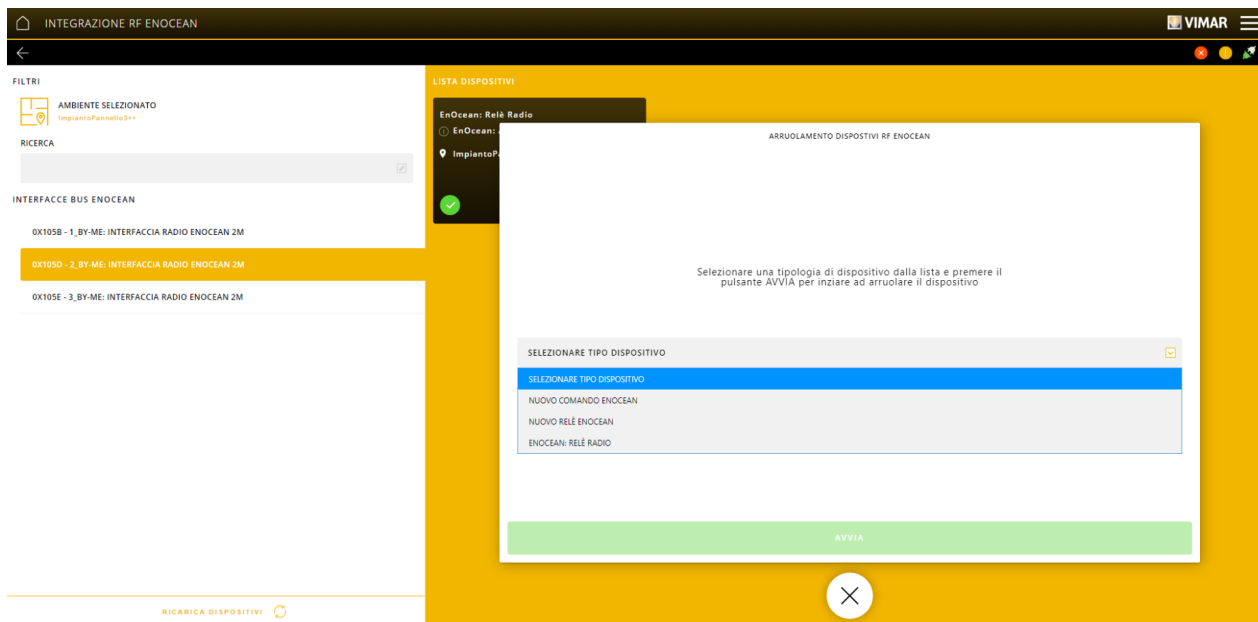 INTEGRAZIONE RF ENOCEAN
VIMAR
FILTRI
AMBIENTE SELEZIONATO
ImpiantoPannello3++
RICERCA
INTERFACCE BUS ENOCEAN
0X105B - 1_BY-ME: INTERFACCIA RADIO ENOCEAN 2M
0X105D - 2_BY-ME: INTERFACCIA RADIO ENOCEAN 2M
0X105E - 3_BY-ME: INTERFACCIA RADIO ENOCEAN 2M
RICARICA DISPOSITIVI
LISTA DISPOSITIVI
EnOcean: Relè Radio
EnOcean:
ImpiantoP
ARRUOLAMENTO DISPOSTIVI RF ENOCEAN
Selezionare una tipologia di dispositivo dalla lista e premere il
pulsante AVVIA per inziare ad arruolare il dispositivo
SELEZIONARE TIPO DISPOSITIVO
SELEZIONARE TIPO DISPOSITIVO
NUOVO COMANDO ENOCEAN
NUOVO RELÈ ENOCEAN
ENOCEAN: RELÈ RADIO
AVVIA